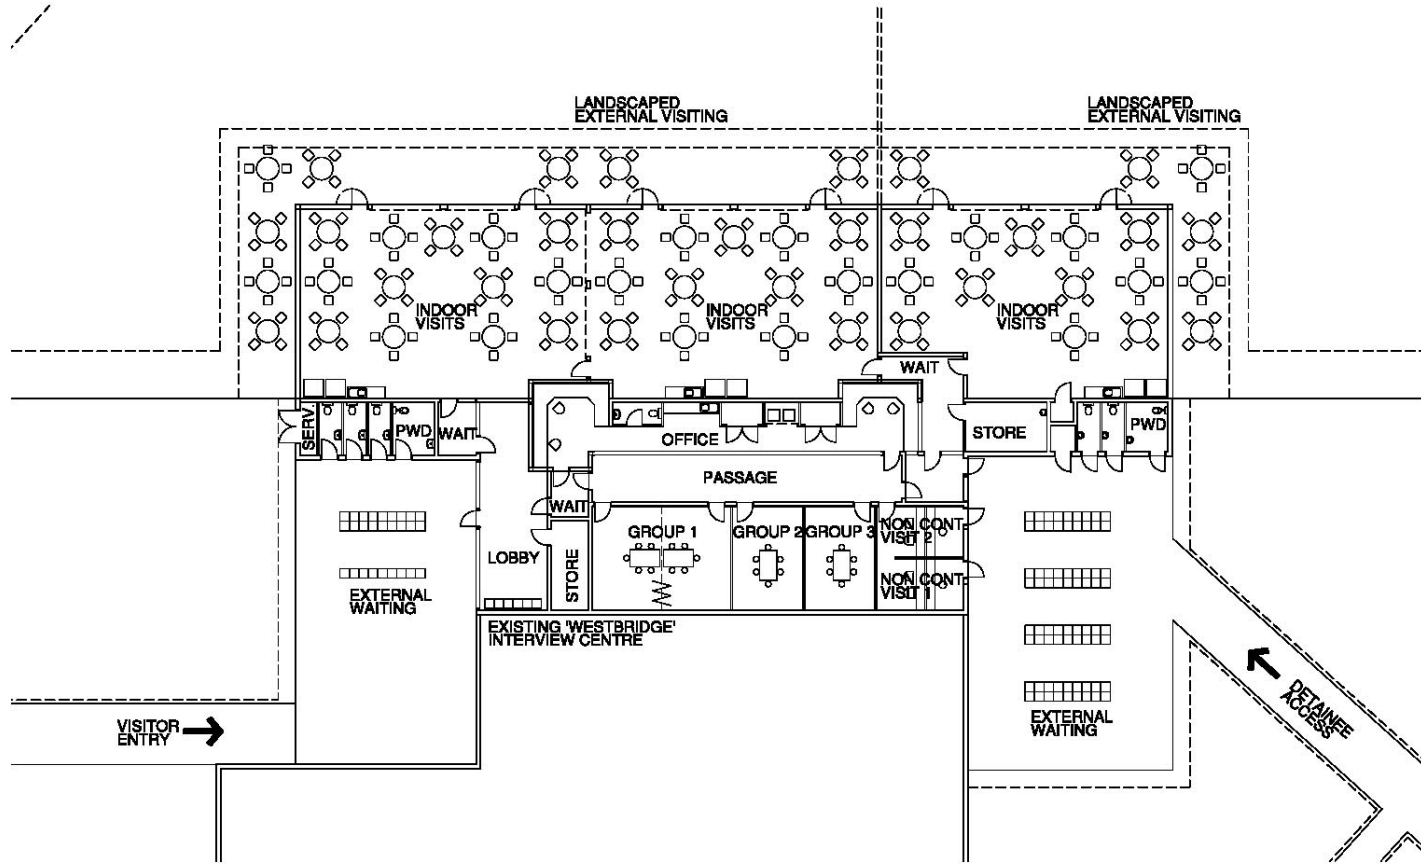 LANDSCAPED
EXTERNAL VISITING
LANDSCAPED
EXTERNAL VISITING
INDOOR
VISITS
INDOOR
VISITS
INDOOR
VISITS
WAIT
SERV
PWD
WAIT
OFFICE
STORE
PWD
PASSAGE
WAIT
GROUP 1
GROUP 2
GROUP 3
NON CONT
VISIT 2
LOBBY
STORE
NON CONT
VISIT 1
EXTERNAL
WAITING
EXISTING 'WESTBRIDGE'
INTERVIEW CENTRE
VISITOR
ENTRY
EXTERNAL
WAITING
DETAINEE
ACCESS